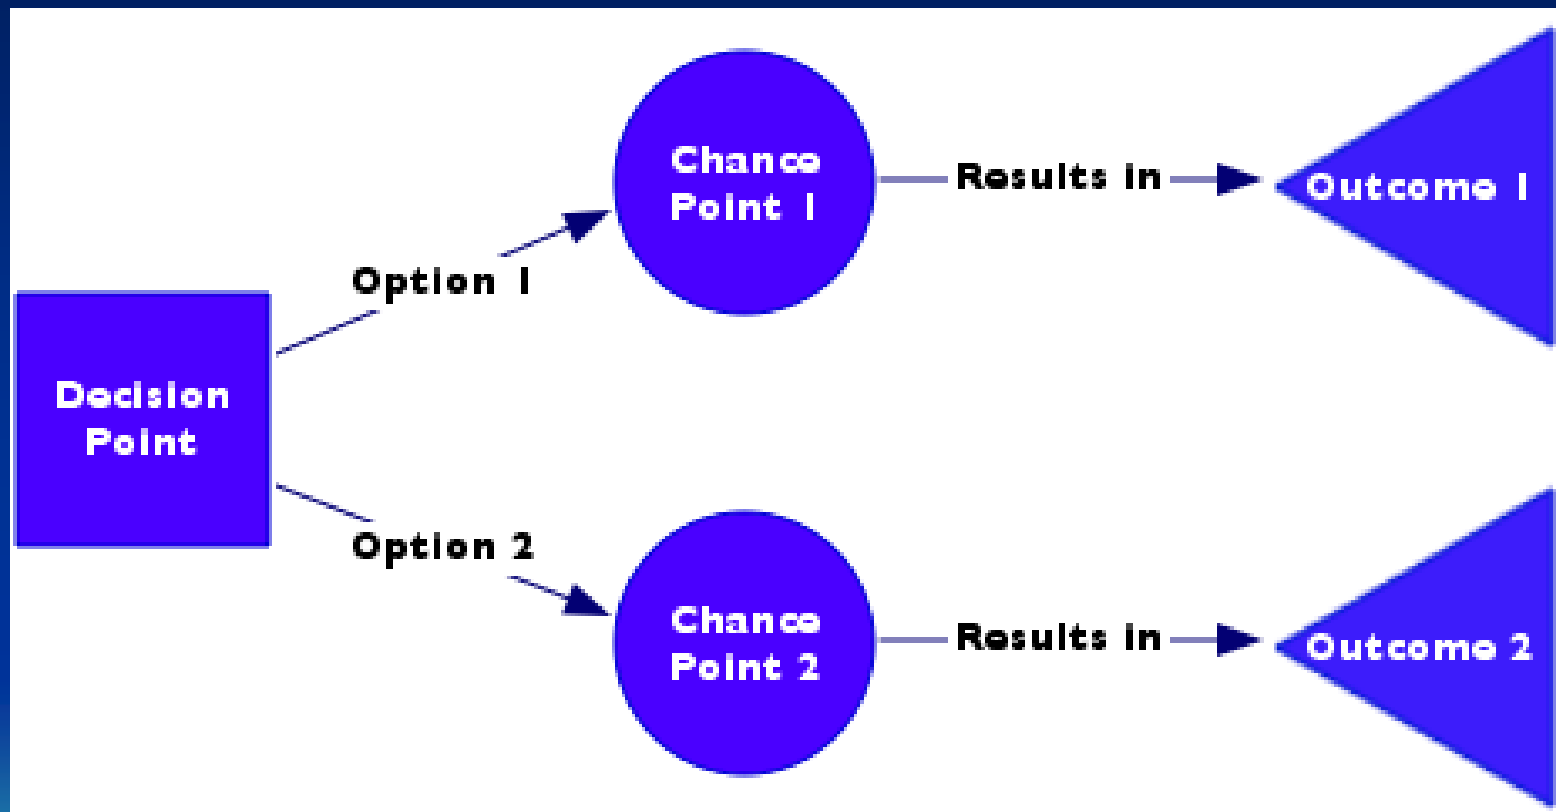 Decision
Point
Option 1
Chance
Point 1
Results in
Outcome 1
Option 2
Chance
Point 2
Results in
Outcome 2